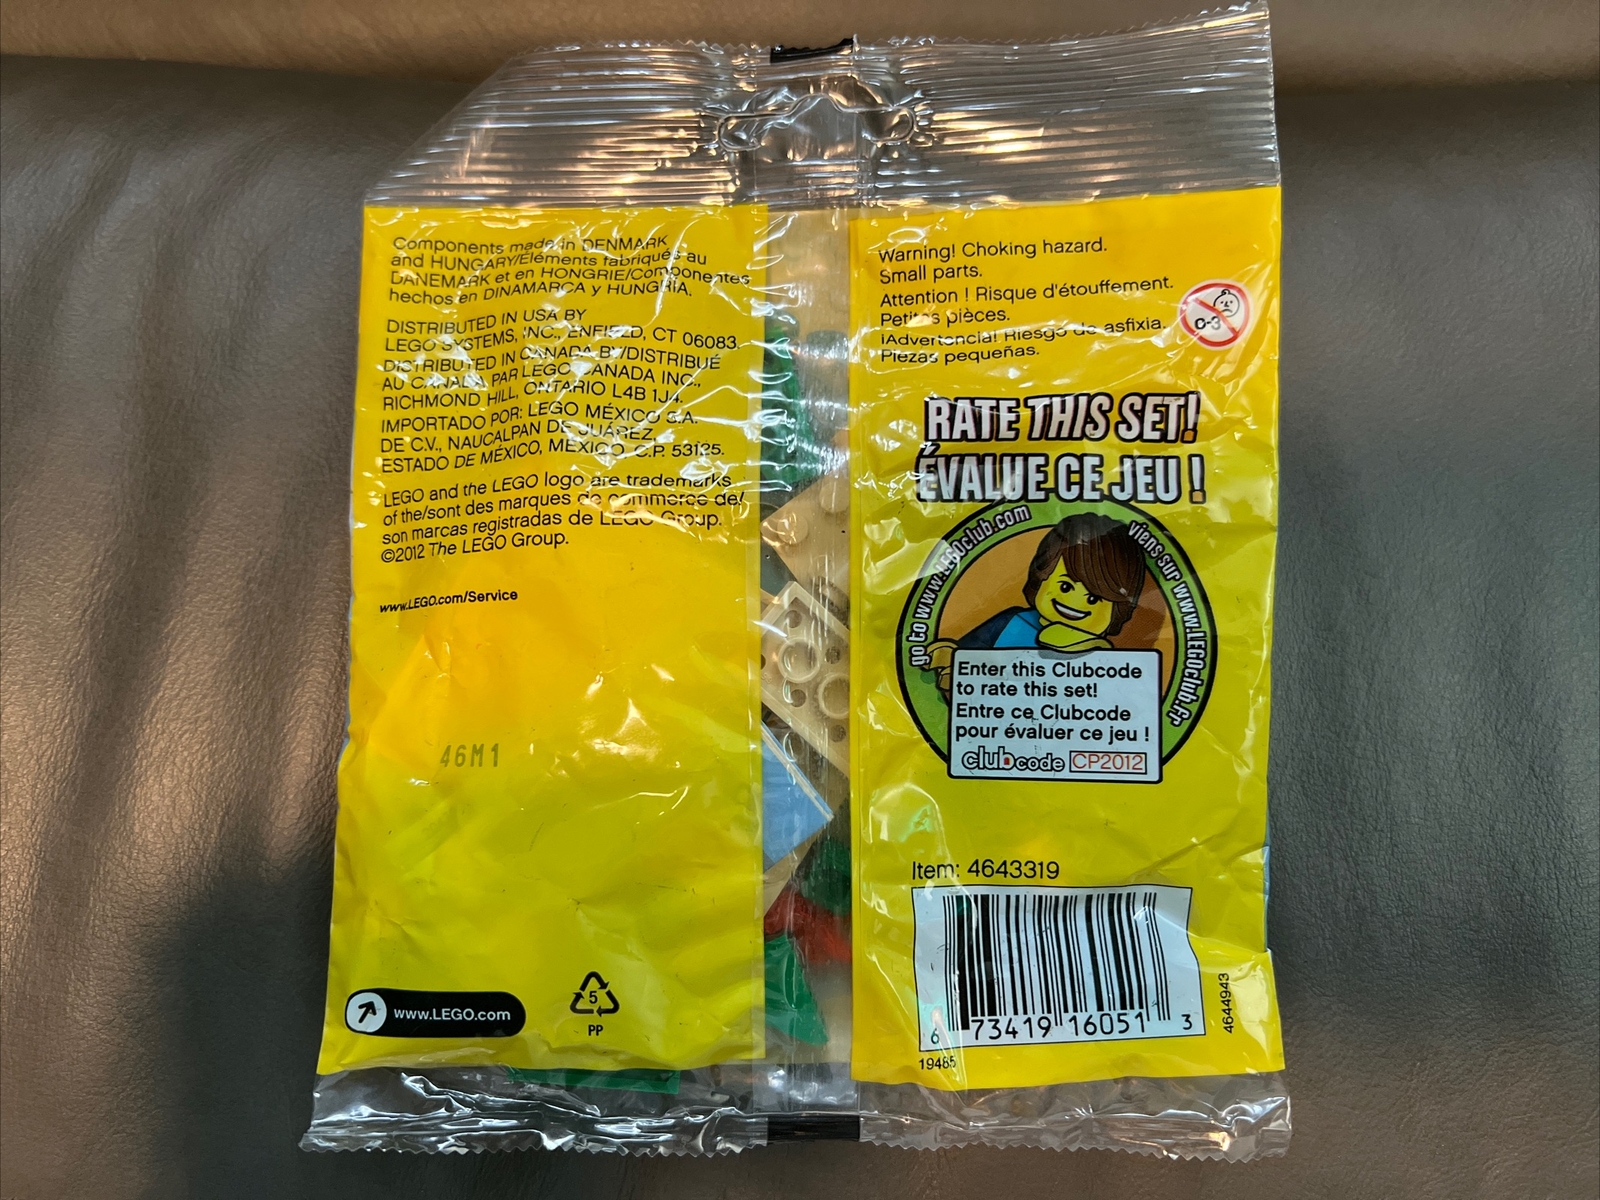 Components made in DENMARK
and HUNGARY/Éléments fabriqués au
DANEMARK et en HONGRIE/Componentes
hechos en DINAMARCA y HUNGRÍA.
DISTRIBUTED IN USA BY
LEGO SYSTEMS, INC., ENFIELD, CT 06083.
DISTRIBUTED IN CANADA BY/DISTRIBUÉ
AU CANADA PAR LEGO CANADA INC.,
RICHMOND HILL, ONTARIO L4B 1J4.
IMPORTADO POR: LEGO MÉXICO S.A.
DE C.V., NAUCALPAN DE JUÁREZ,
ESTADO DE MÉXICO, MÉXICO C.P. 53125.
LEGO and the LEGO logo are trademarks
of the/sont des marques de commerce de/
son marcas registradas de LEGO Group.
©2012 The LEGO Group.
www.LEGO.com/Service
46M1
www.LEGO.com
5
PP
Warning! Choking hazard.
Small parts.
Attention ! Risque d'étouffement.
Petites pièces.
¡Advertencia! Riesgo de asfixia.
Piezas pequeñas.
0-3
RATE THIS SET!
ÉVALUE CE JEU !
go to www.LEGOclub.com
viens sur www.LEGOclub.fr
Enter this Clubcode
to rate this set!
Entre ce Clubcode
pour évaluer ce jeu !
clubcode CP2012
Item: 4643319
6 73419 16051 3
19485
4644943